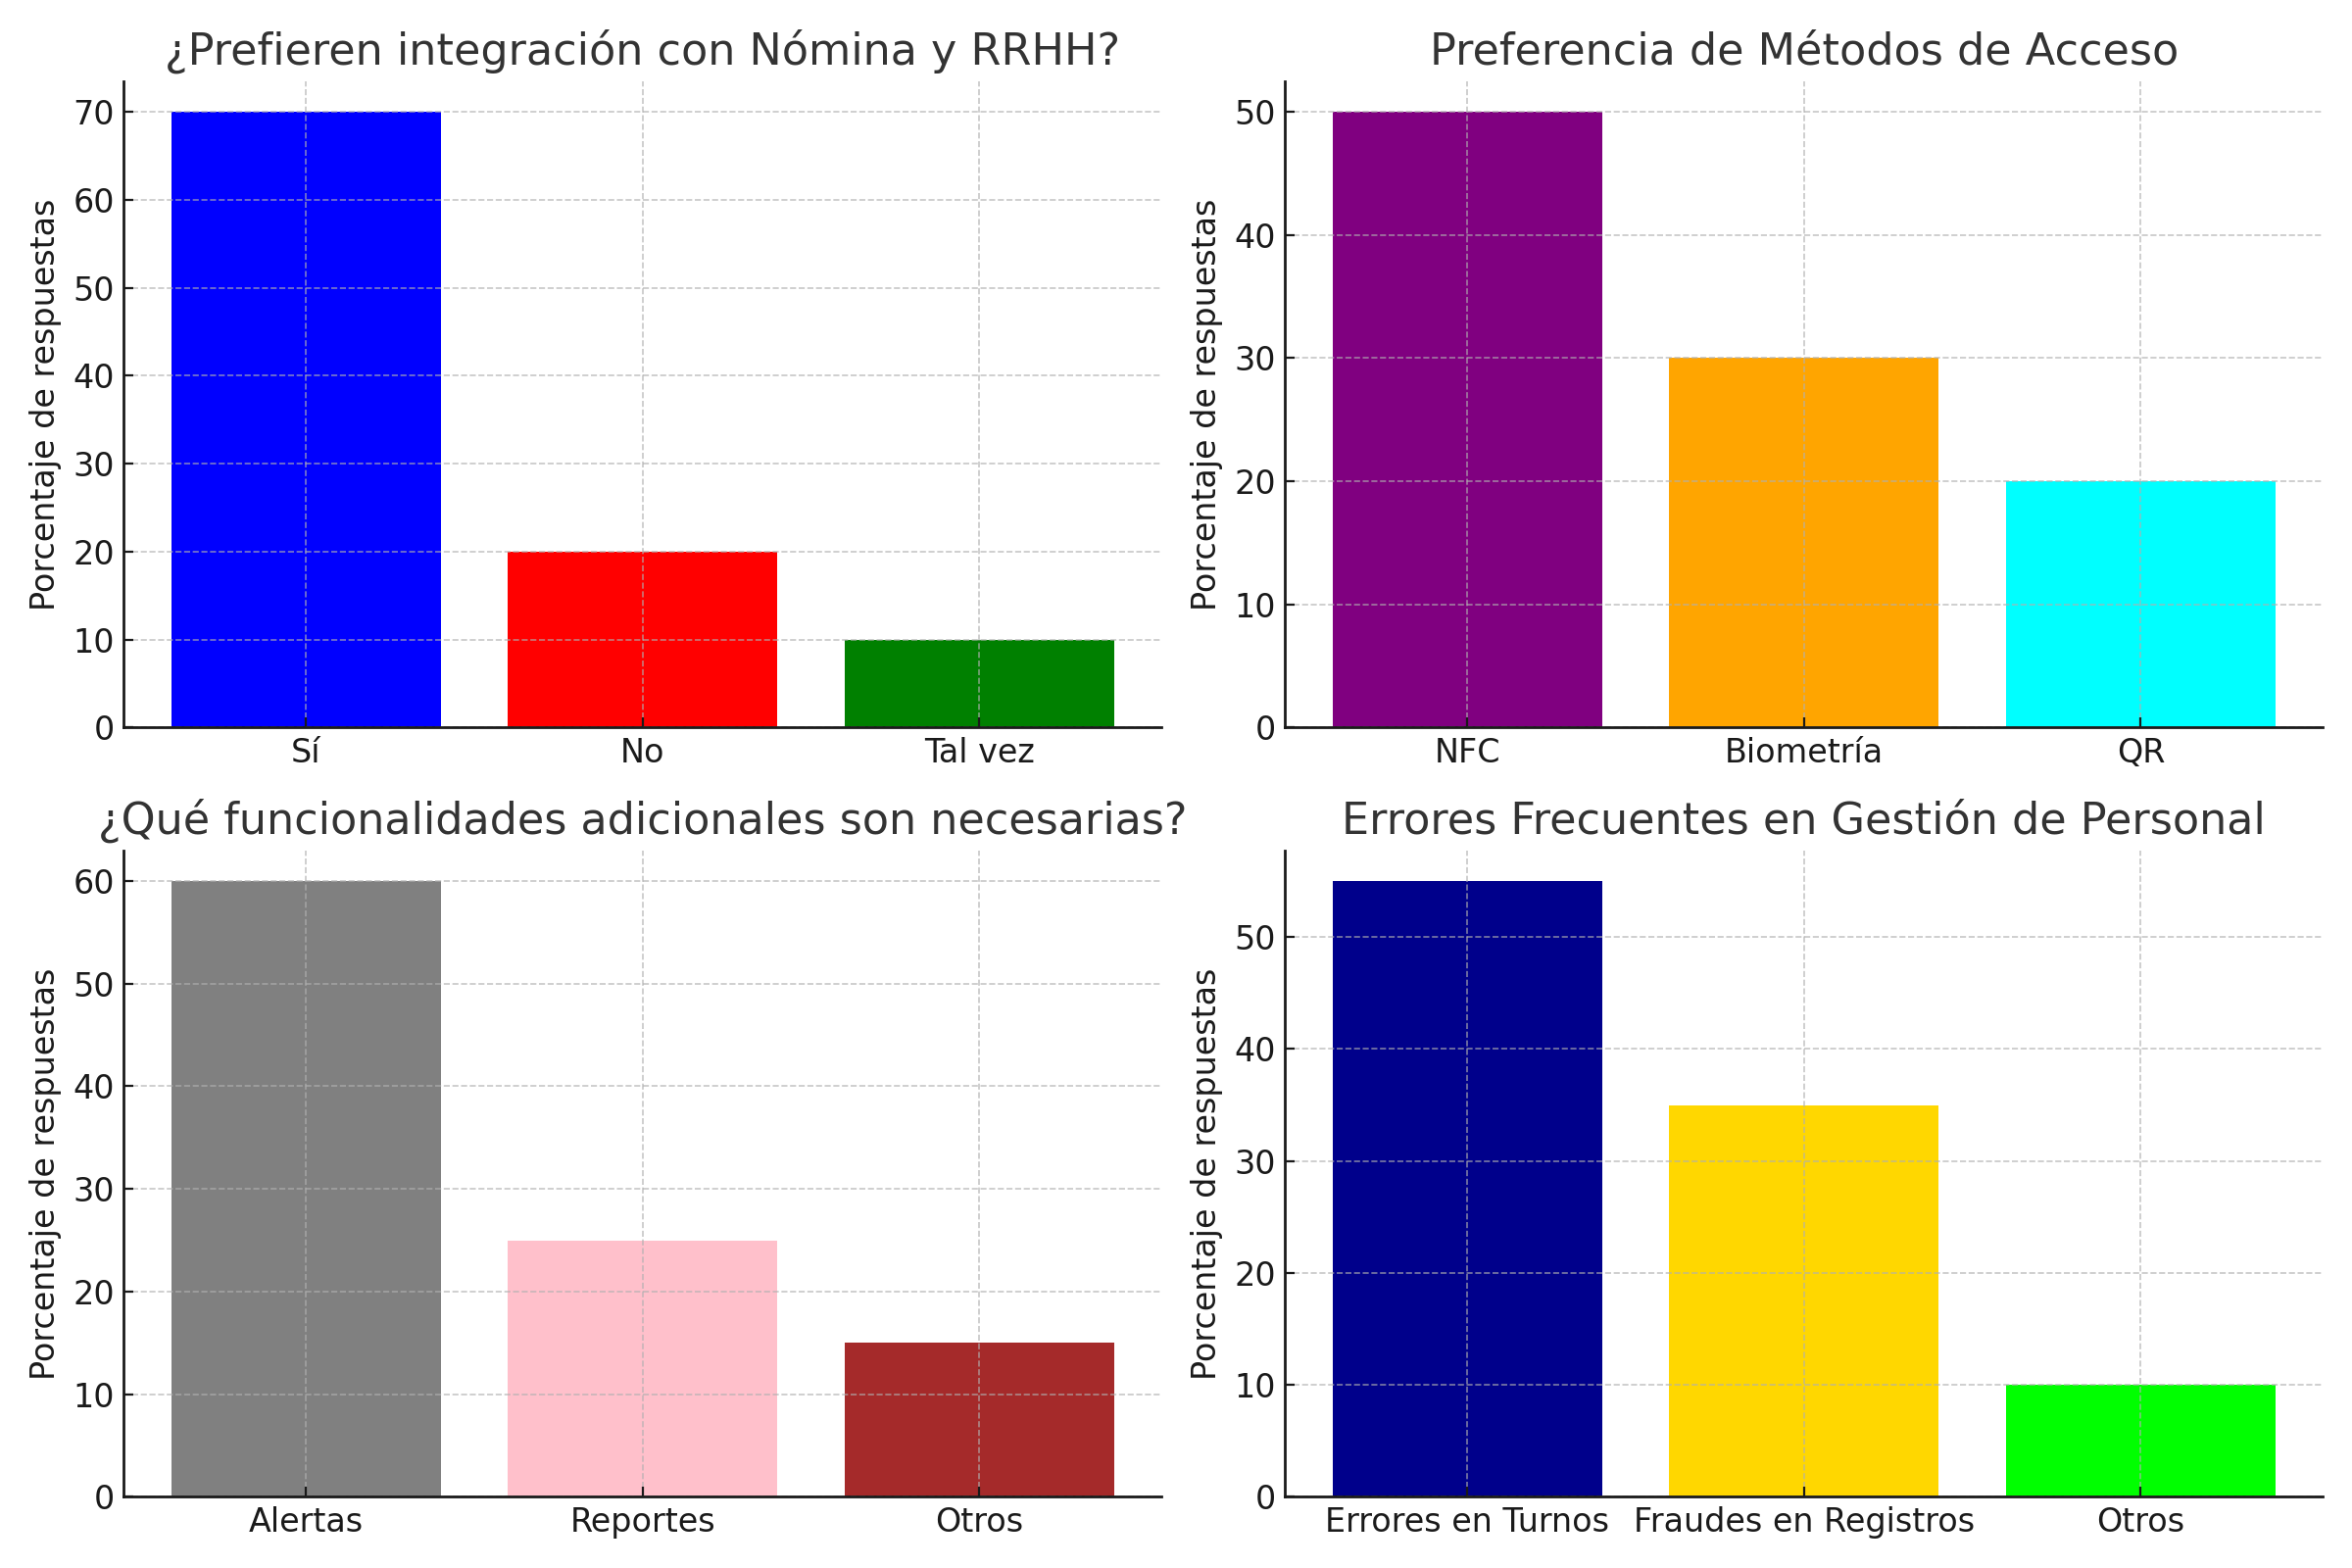 ¿Prefieren integración con Nómina y RRHH?
Porcentaje de respuestas
70
60
50
40
30
20
10
0
Sí No Tal vez
Preferencia de Métodos de Acceso
Porcentaje de respuestas
50
40
30
20
10
0
NFC Biometría QR
¿Qué funcionalidades adicionales son necesarias?
Porcentaje de respuestas
60
50
40
30
20
10
0
Alertas Reportes Otros
Errores Frecuentes en Gestión de Personal
Porcentaje de respuestas
50
40
30
20
10
0
Errores en Turnos Fraudes en Registros Otros